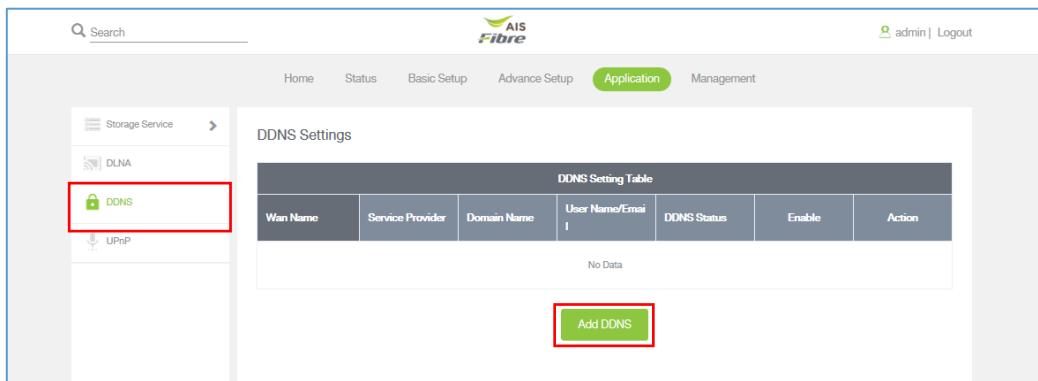 Search
AIS
Fibre
admin | Logout
Home Status Basic Setup Advance Setup Application Management
Storage Service
DLNA
DDNS
UPnP
DDNS Settings
DDNS Setting Table
Wan Name Service Provider Domain Name User Name/Emai
l DDNS Status Enable Action
No Data
Add DDNS